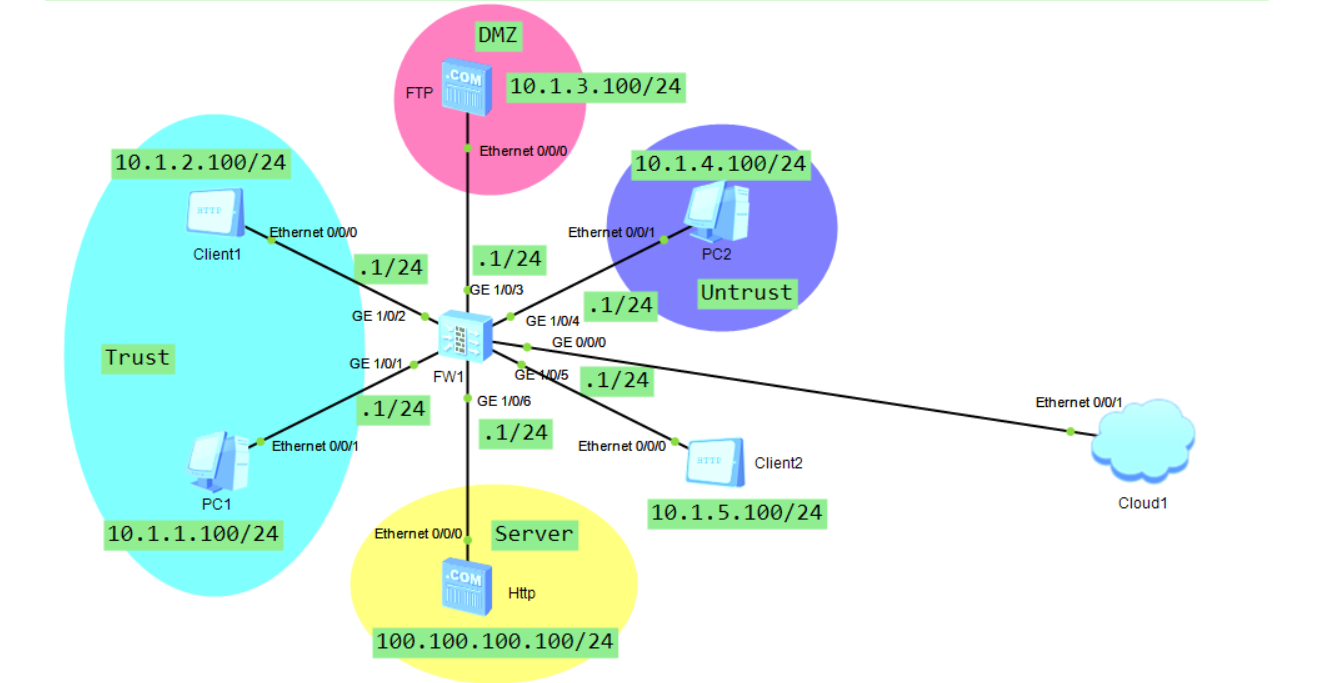 DMZ
.COM
FTP
10.1.3.100/24
Ethernet 0/0/0
10.1.2.100/24
HTTP
Ethernet 0/0/0
Client1
.1/24
GE 1/0/2
10.1.4.100/24
Ethernet 0/0/1
PC2
Untrust
.1/24
GE 1/0/3
.1/24
GE 1/0/4
GE 0/0/0
Trust
GE 1/0/1
FW1
GE 1/0/5
.1/24
GE 1/0/6
.1/24
.1/24
Ethernet 0/0/1
Cloud1
Ethernet 0/0/1
PC1
10.1.1.100/24
Ethernet 0/0/0
HTTP
Client2
10.1.5.100/24
Ethernet 0/0/0
Server
.COM
Http
100.100.100.100/24